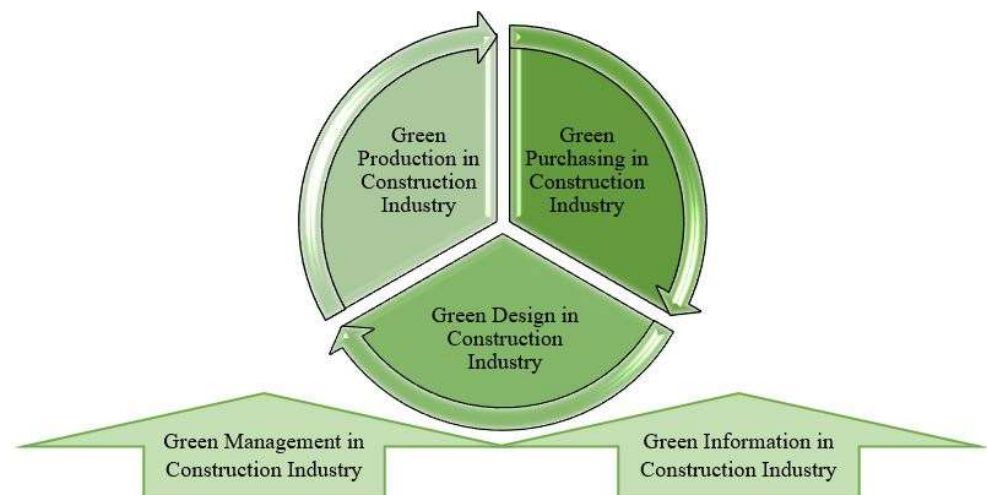 Green
Production in
Construction
Industry
Green
Purchasing in
Construction
Industry
Green Design in
Construction
Industry
Green Management in
Construction Industry
Green Information in
Construction Industry